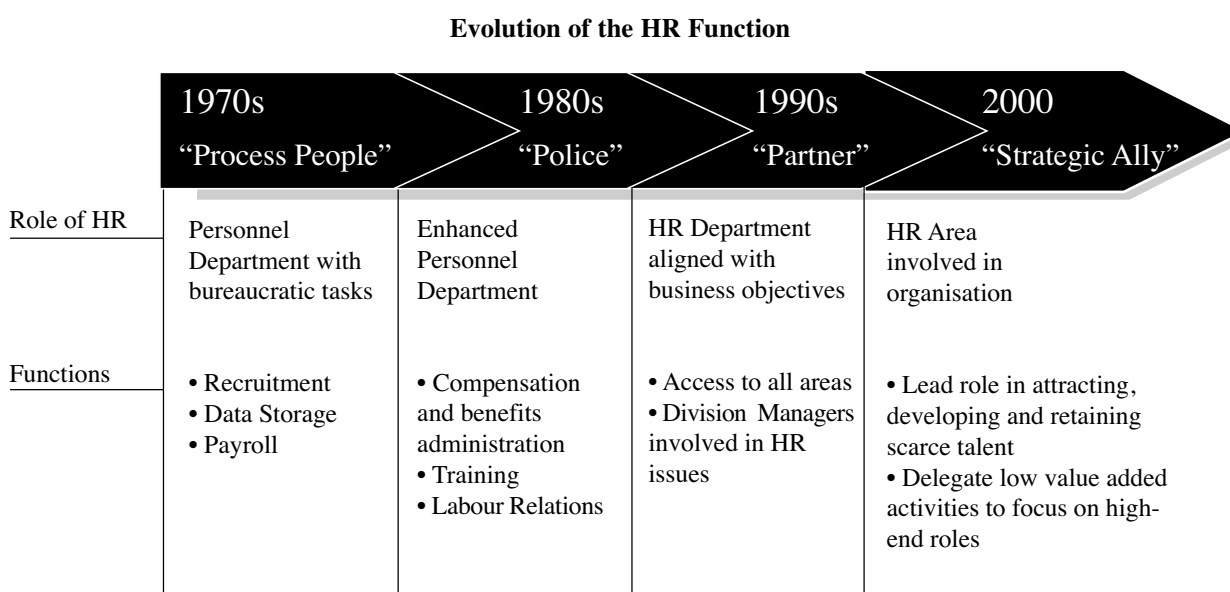 Evolution of the HR Function
1970s
“Process People”
1980s
“Police”
1990s
“Partner”
2000
“Strategic Ally”
Role of HR
Personnel
Department with
bureaucratic tasks
Enhanced
Personnel
Department
HR Department
aligned with
business objectives
HR Area
involved in
organisation
Functions
• Recruitment
• Data Storage
• Payroll
• Compensation
and benefits
administration
• Training
• Labour Relations
• Access to all areas
• Division Managers
involved in HR
issues
• Lead role in attracting,
developing and retaining
scarce talent
• Delegate low value added
activities to focus on high-
end roles